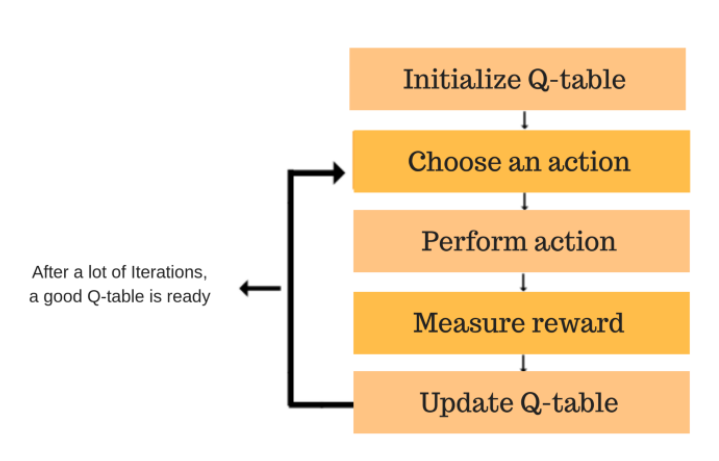 Initialize Q-table
Choose an action
Perform action
Measure reward
Update Q-table
After a lot of Iterations,
a good Q-table is ready